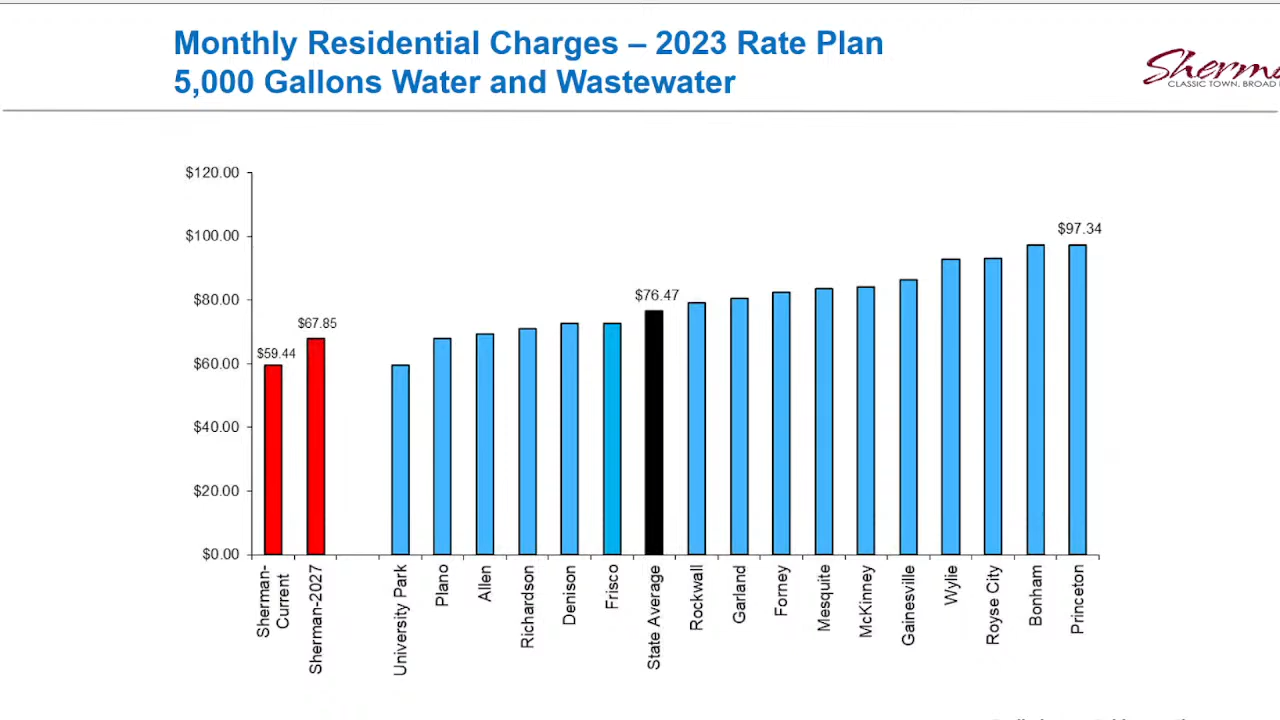 Monthly Residential Charges – 2023 Rate Plan
5,000 Gallons Water and Wastewater
Sherma
CLASSIC TOWN. BROAD
$120.00
$100.00
$80.00
$60.00
$40.00
$20.00
$0.00
$59.44
$67.85
$76.47
$97.34
Sherman-
Current
Sherman-2027
University Park
Plano
Allen
Richardson
Denison
Frisco
State Average
Rockwall
Garland
Forney
Mesquite
McKinney
Gainesville
Wylie
Royse City
Bonham
Princeton